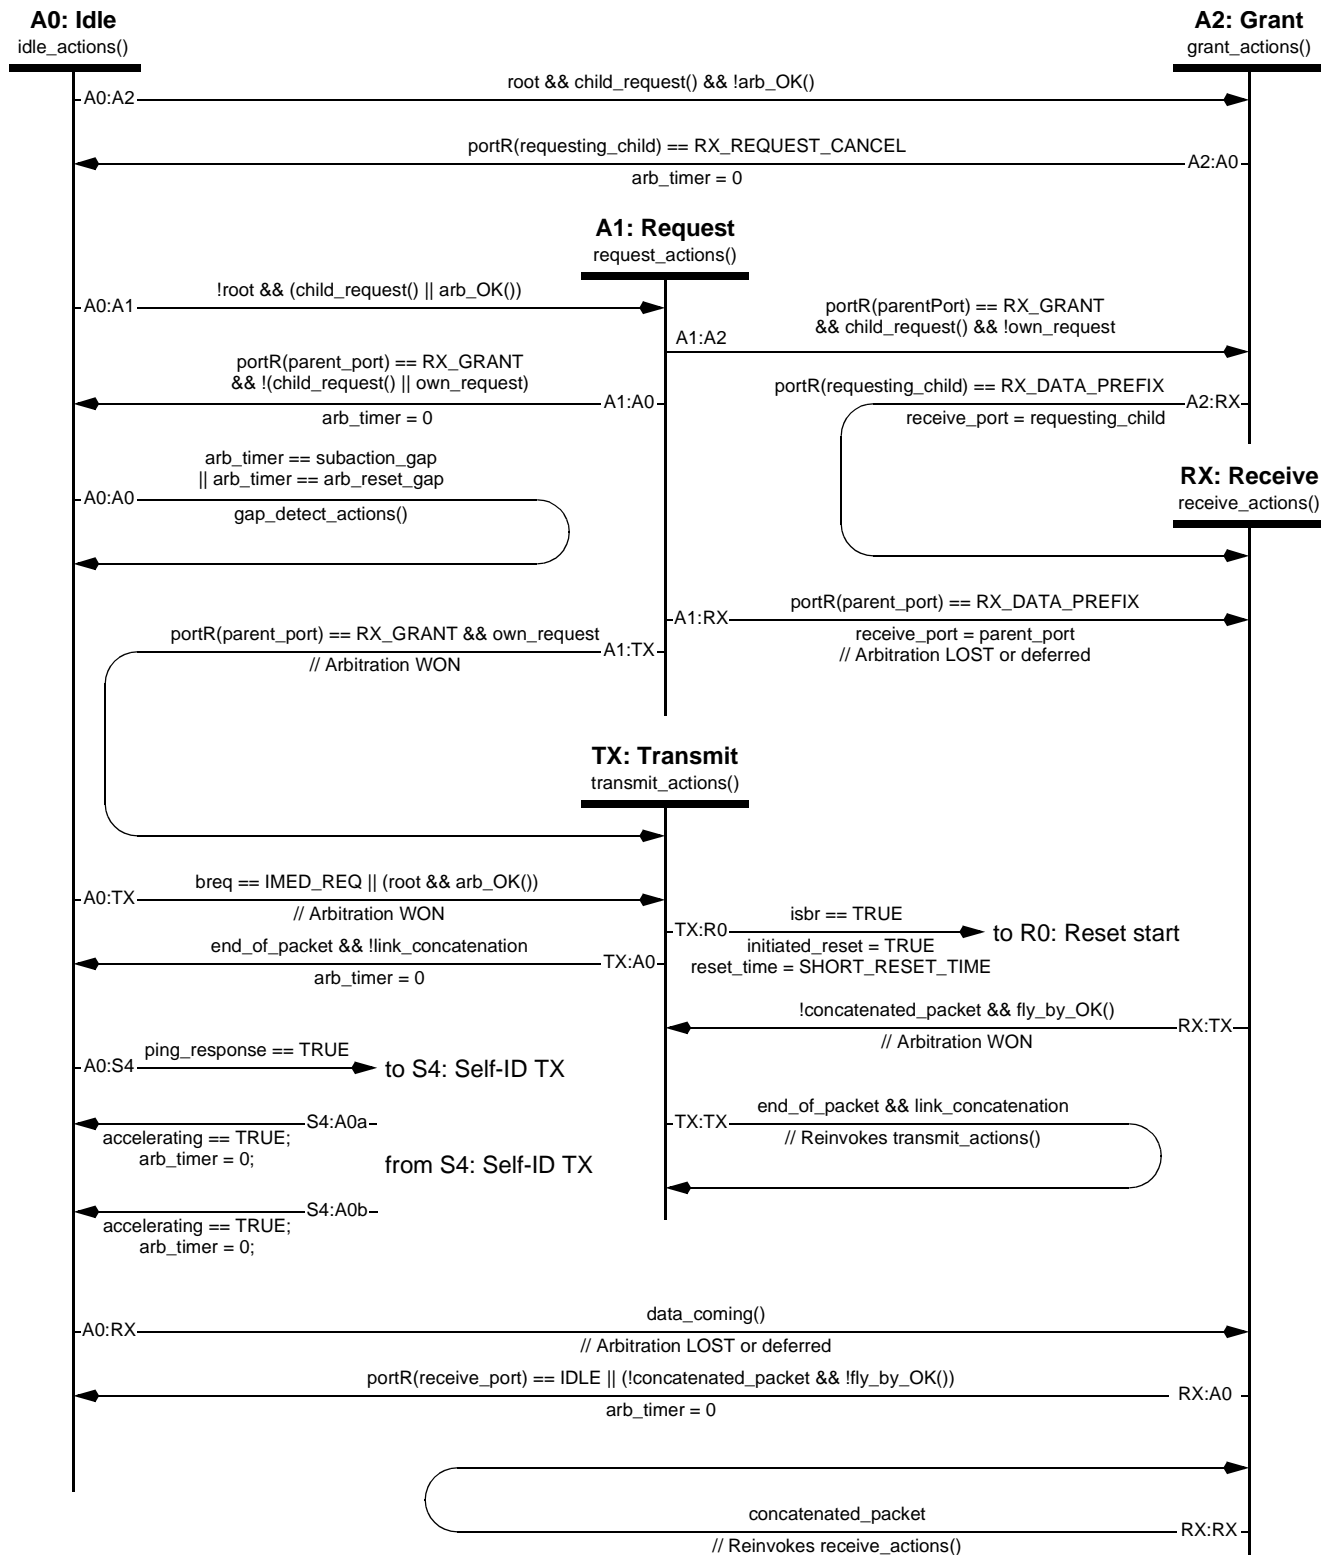 A0: Idle
idle_actions()
A2: Grant
grant_actions()
root && child_request() && !arb_OK()
A0:A2
portR(requesting_child) == RX_REQUEST_CANCEL
A2:A0
arb_timer = 0
A1: Request
request_actions()
!root && (child_request() || arb_OK())
A0:A1
portR(parentPort) == RX_GRANT
&& child_request() && !own_request
A1:A2
portR(parent_port) == RX_GRANT
&& !(child_request() || own_request)
A1:A0
arb_timer = 0
portR(requesting_child) == RX_DATA_PREFIX
A2:RX
receive_port = requesting_child
arb_timer == subaction_gap
|| arb_timer == arb_reset_gap
A0:A0
gap_detect_actions()
RX: Receive
receive_actions()
portR(parent_port) == RX_DATA_PREFIX
A1:RX
receive_port = parent_port
// Arbitration LOST or deferred
portR(parent_port) == RX_GRANT && own_request
A1:TX
// Arbitration WON
TX: Transmit
transmit_actions()
breq == IMED_REQ || (root && arb_OK())
A0:TX
// Arbitration WON
isbr == TRUE
TX:R0
to R0: Reset start
initiated_reset = TRUE
reset_time = SHORT_RESET_TIME
end_of_packet && !link_concatenation
TX:A0
arb_timer = 0
!concatenated_packet && fly_by_OK()
RX:TX
// Arbitration WON
ping_response == TRUE
A0:S4
to S4: Self-ID TX
end_of_packet && link_concatenation
TX:TX
// Reinvokes transmit_actions()
S4:A0a
accelerating == TRUE;
arb_timer = 0;
from S4: Self-ID TX
S4:A0b
accelerating == TRUE;
arb_timer = 0;
data_coming()
A0:RX
// Arbitration LOST or deferred
portR(receive_port) == IDLE || (!concatenated_packet && !fly_by_OK())
RX:A0
arb_timer = 0
concatenated_packet
RX:RX
// Reinvokes receive_actions()